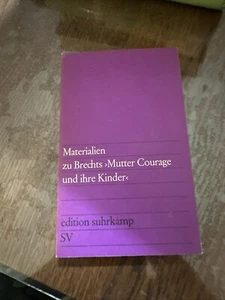 Materialien
zu Brechts ›Mutter Courage
und ihre Kinder‹
edition suhrkamp
SV